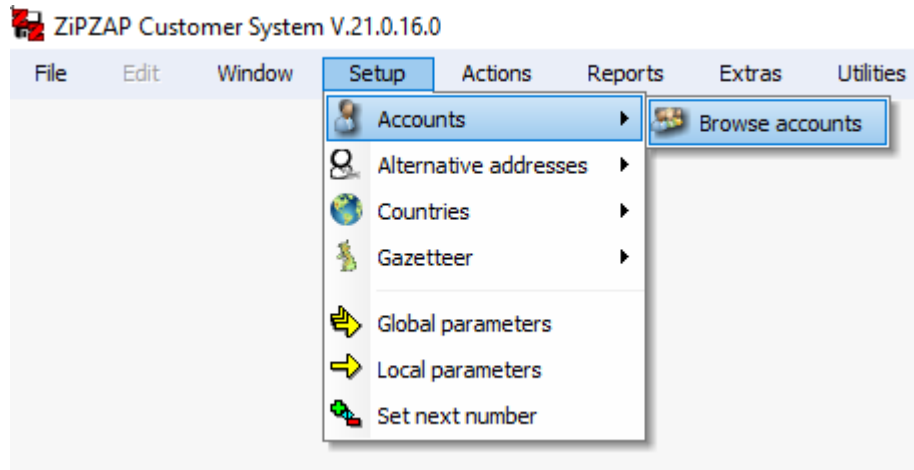 ZiPZAP Customer System V.21.0.16.0
File Edit Window Setup Actions Reports Extras Utilities
Accounts Browse accounts
Alternative addresses
Countries
Gazetteer
Global parameters
Local parameters
Set next number